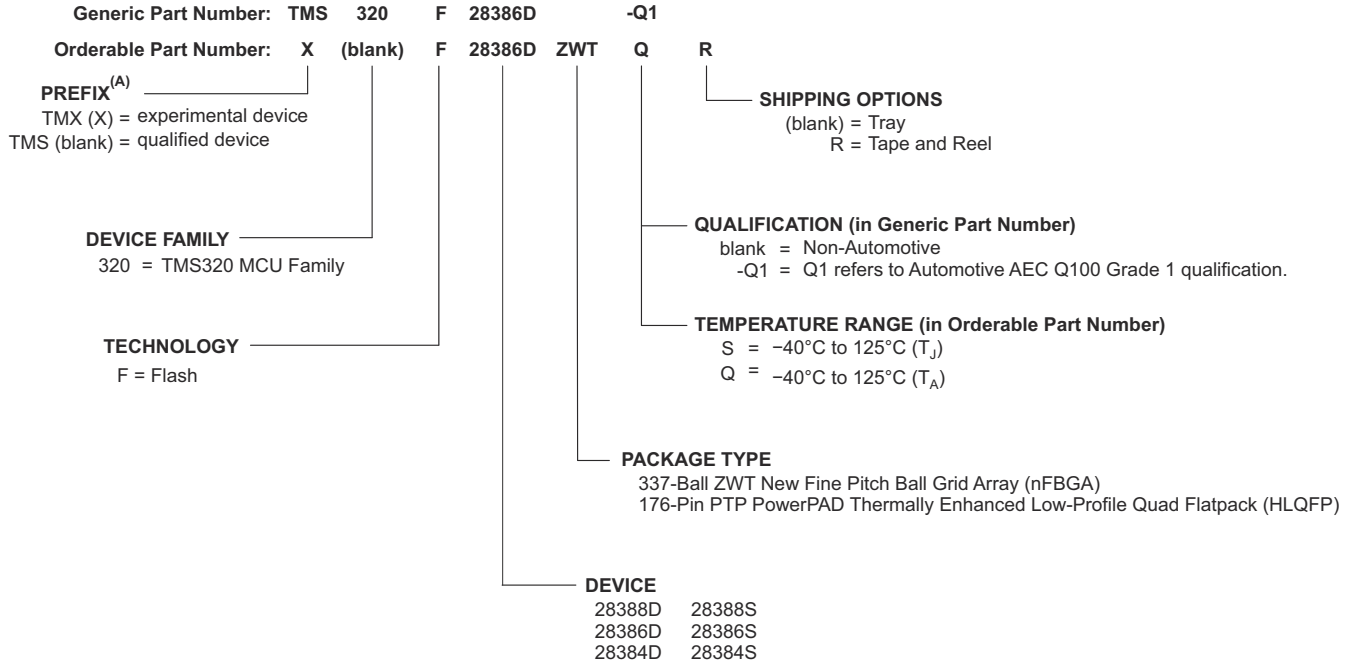 Generic Part Number: TMS 320 F 28386D -Q1
Orderable Part Number: X (blank) F 28386D ZWT Q R
PREFIX(A)
TMX (X) = experimental device
TMS (blank) = qualified device
SHIPPING OPTIONS
(blank) = Tray
R = Tape and Reel
DEVICE FAMILY
320 = TMS320 MCU Family
QUALIFICATION (in Generic Part Number)
blank = Non-Automotive
-Q1 = Q1 refers to Automotive AEC Q100 Grade 1 qualification.
TECHNOLOGY
F = Flash
TEMPERATURE RANGE (in Orderable Part Number)
S = −40°C to 125°C (TJ)
Q = −40°C to 125°C (TA)
PACKAGE TYPE
337-Ball ZWT New Fine Pitch Ball Grid Array (nFBGA)
176-Pin PTP PowerPAD Thermally Enhanced Low-Profile Quad Flatpack (HLQFP)
DEVICE
28388D 28388S
28386D 28386S
28384D 28384S